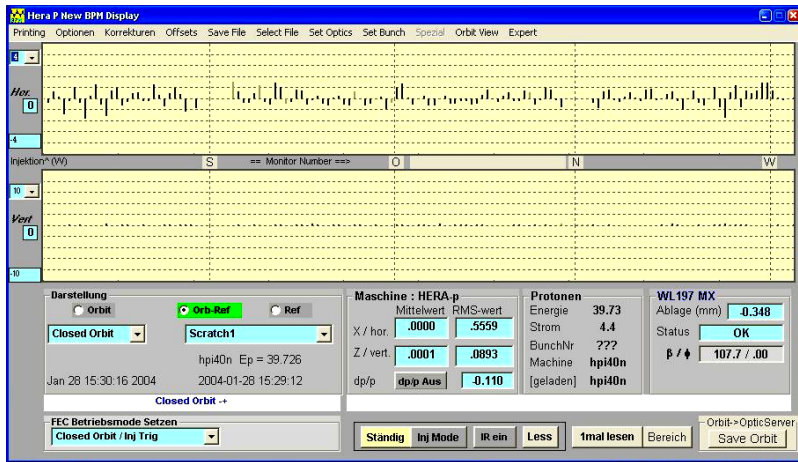 Hera P New BPM Display
Printing Optionen Korrekturen Offsets Save File Select File Set Optics Set Bunch Spezial Orbit View Expert
4
Hor.
0
-4
Injektion^ (W) S == Monitor Number ==> O N W
10
Vert
0
-10
Darstellung
Orbit Orb-Ref Ref
Closed Orbit Scratch1
hpi40n Ep = 39.726
Jan 28 15:30:16 2004 2004-01-28 15:29:12
Closed Orbit -+
FEC Betriebsmode Setzen
Closed Orbit / Inj Trig
Maschine : HERA-p
Mittelwert RMS-wert
X / hor. .0000 .5559
Z / vert. .0001 .0893
dp/p dp/p Aus -0.110
Protonen
Energie 39.73
Strom 4.4
BunchNr ???
Machine hpi40n
[geladen] hpi40n
WL197 MX
Ablage (mm) -0.348
Status OK
β / ϕ 107.7 / .00
Ständig Inj Mode IR ein Less 1mal lesen Bereich
Orbit->OpticServer
Save Orbit